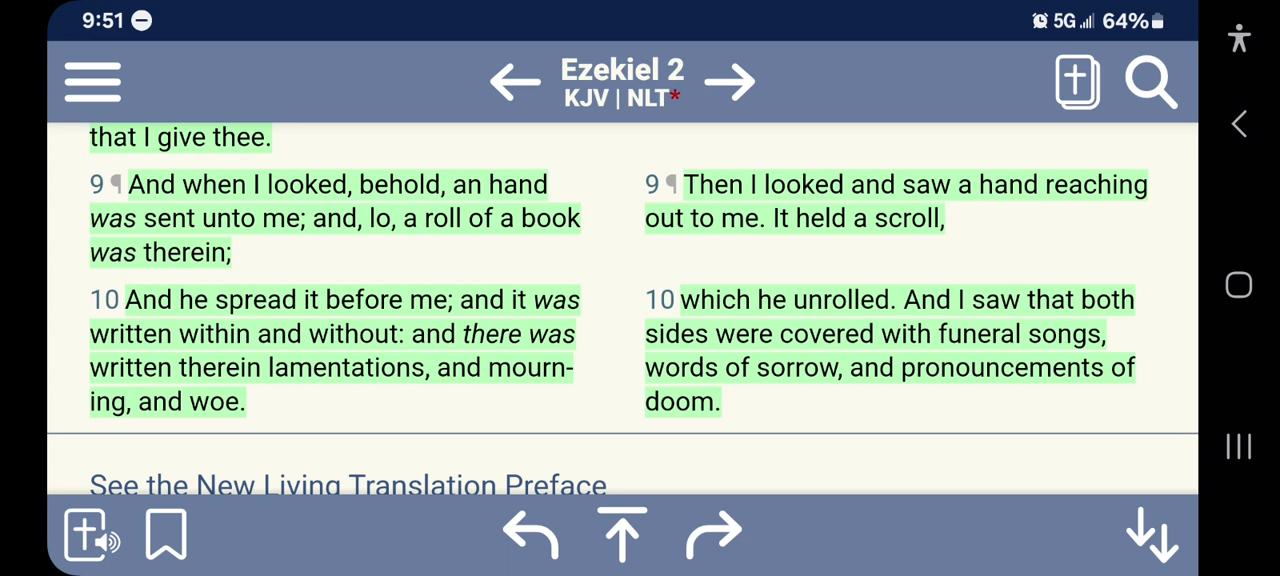 9:51
5G 64%
Ezekiel 2
KJV | NLT*
that I give thee.
9 ¶ And when I looked, behold, an hand
was sent unto me; and, lo, a roll of a book
was therein;
10 And he spread it before me; and it was
written within and without: and there was
written therein lamentations, and mourn-
ing, and woe.
9 ¶ Then I looked and saw a hand reaching
out to me. It held a scroll,
10 which he unrolled. And I saw that both
sides were covered with funeral songs,
words of sorrow, and pronouncements of
doom.
See the New Living Translation Preface